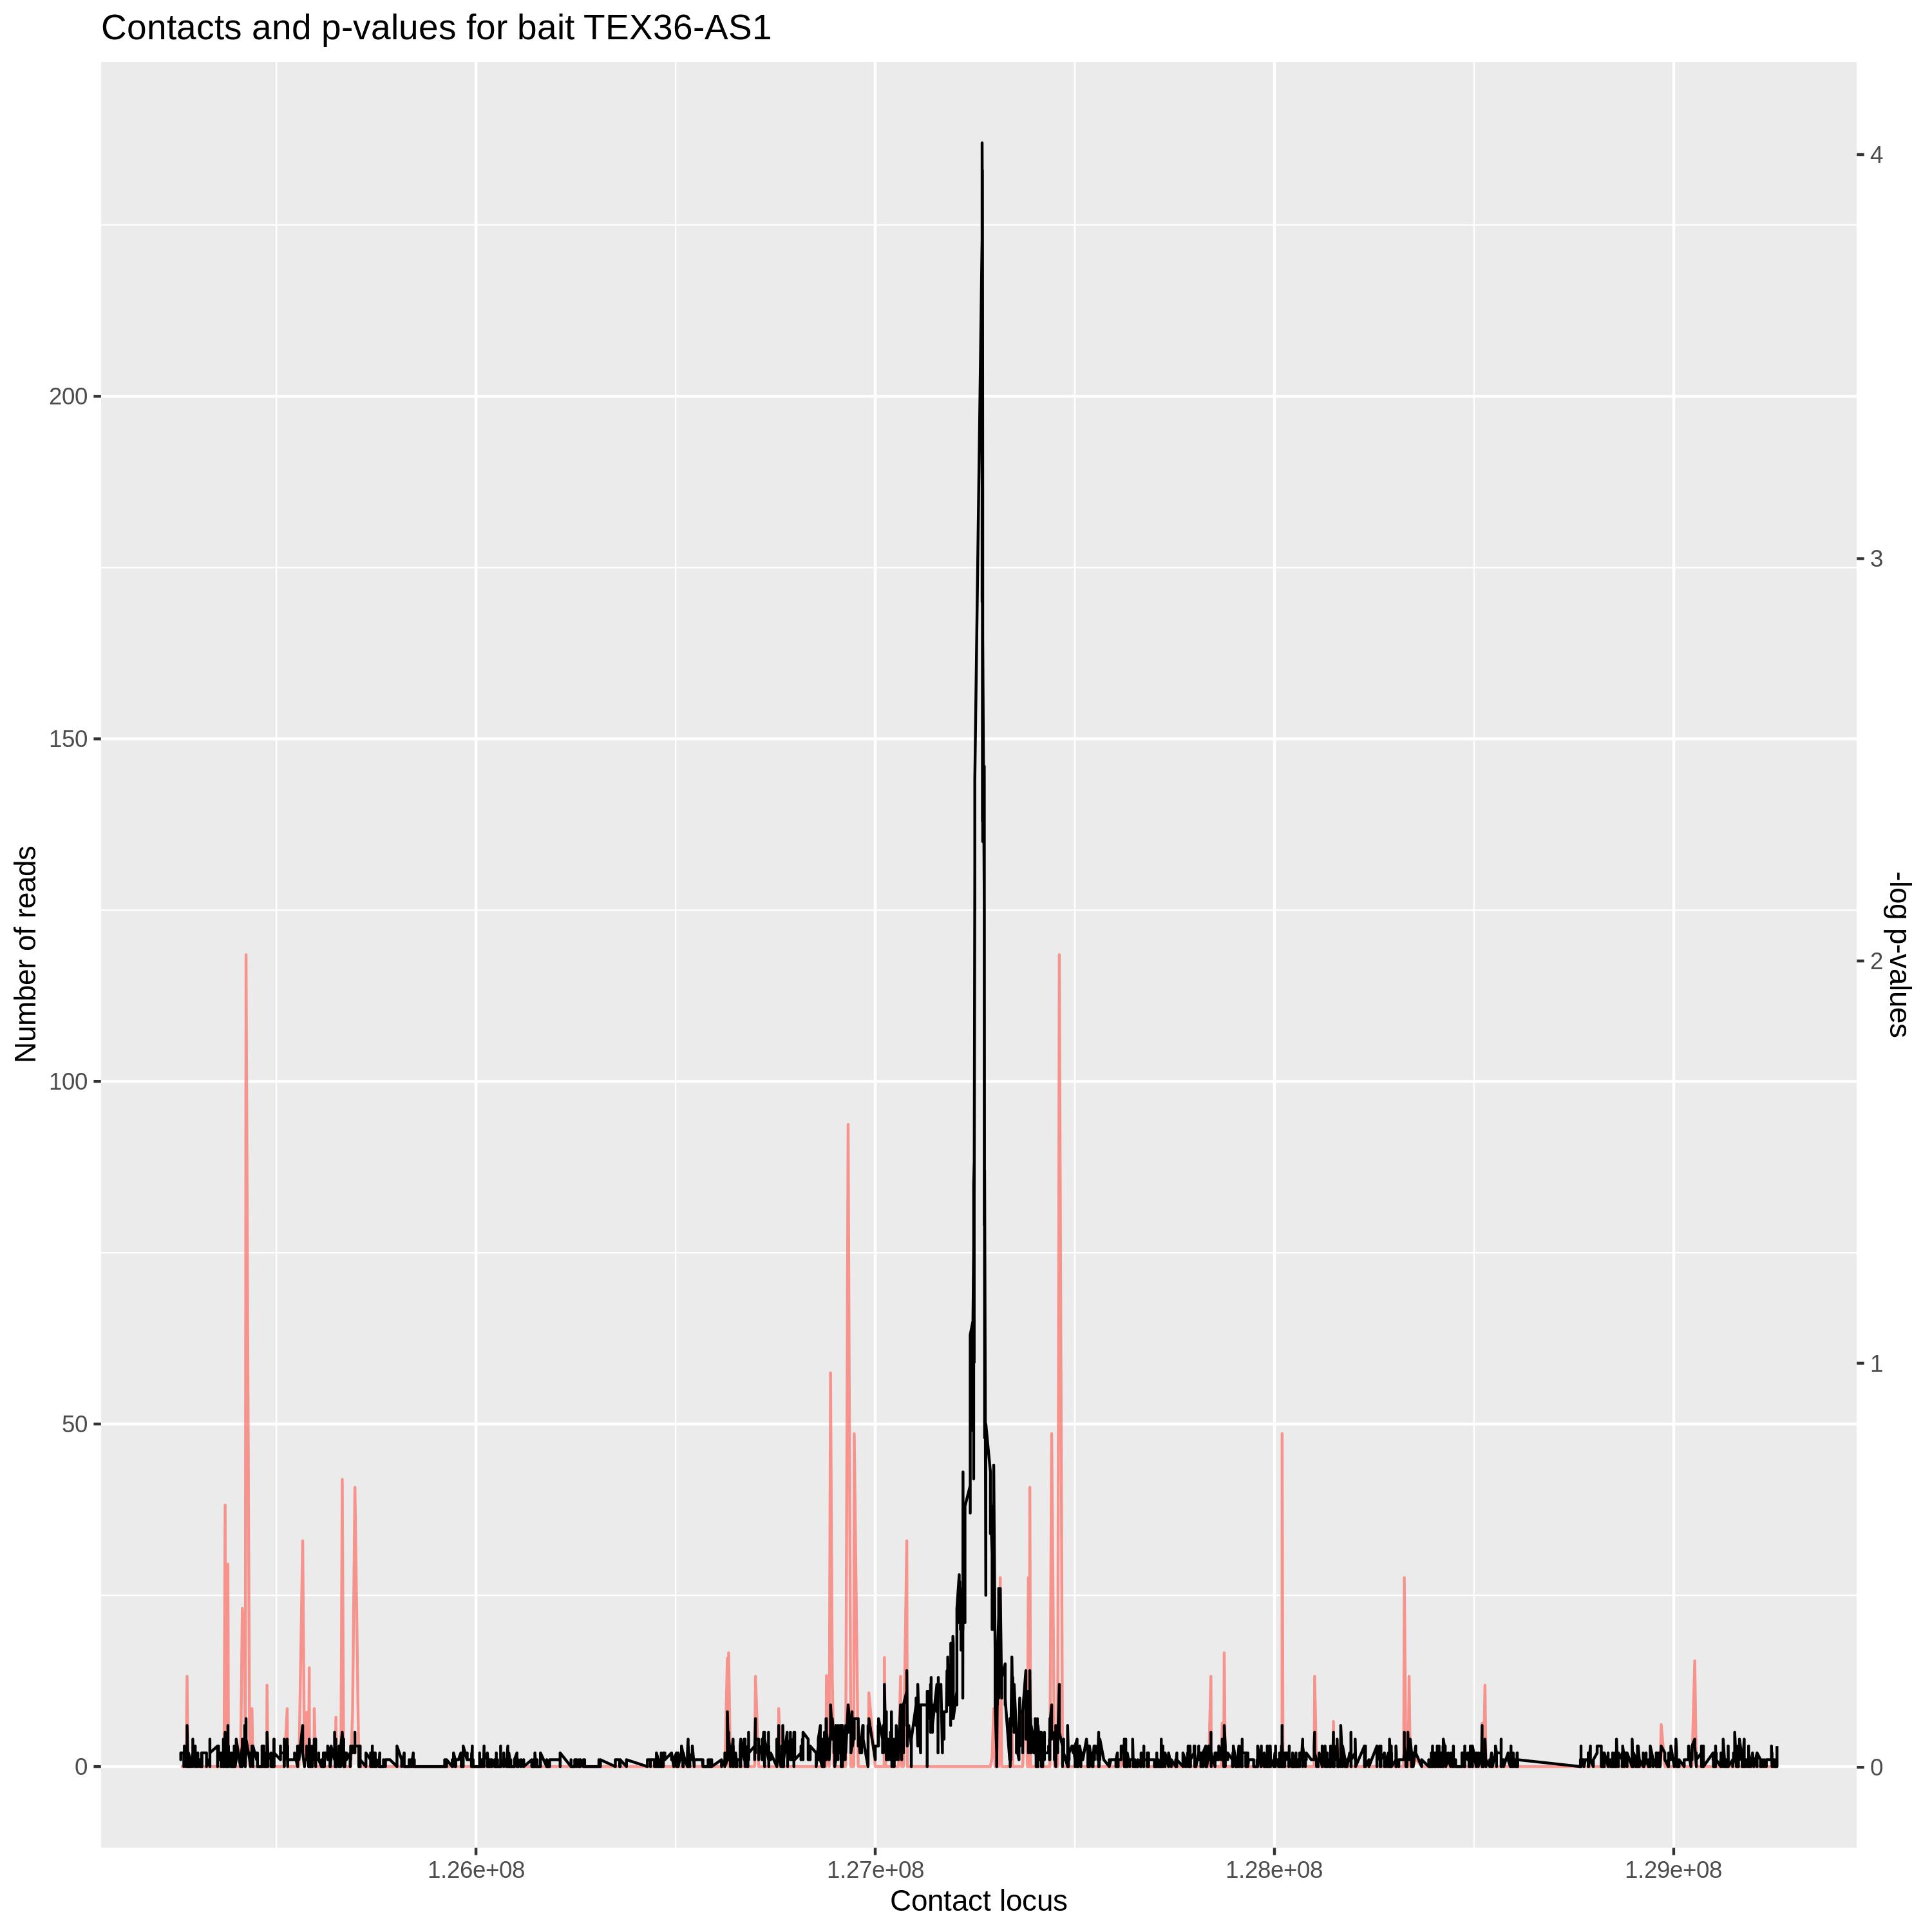 Contacts and p-values for bait TEX36-AS1
Number of reads
200
150
100
50
0
4
3
2
1
0
-log p-values
1.26e+08
1.27e+08
1.28e+08
1.29e+08
Contact locus